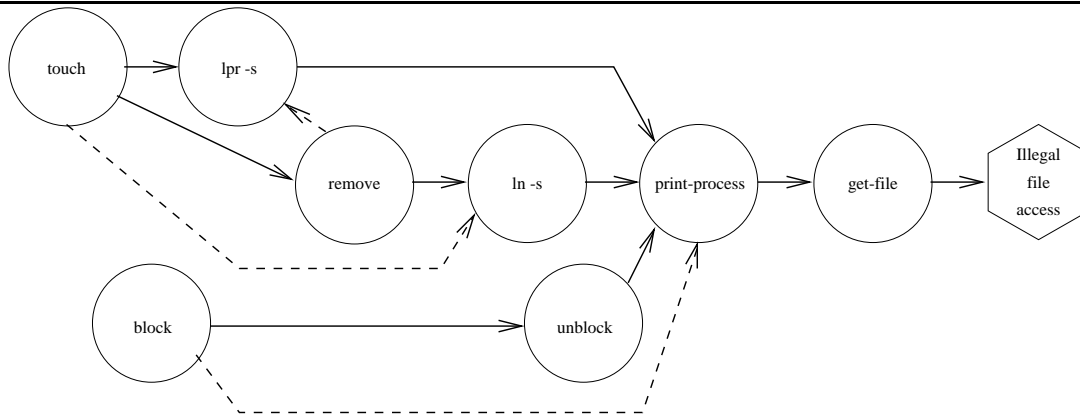 touch
lpr -s
remove
ln -s
print-process
get-file
Illegal
file
access
block
unblock